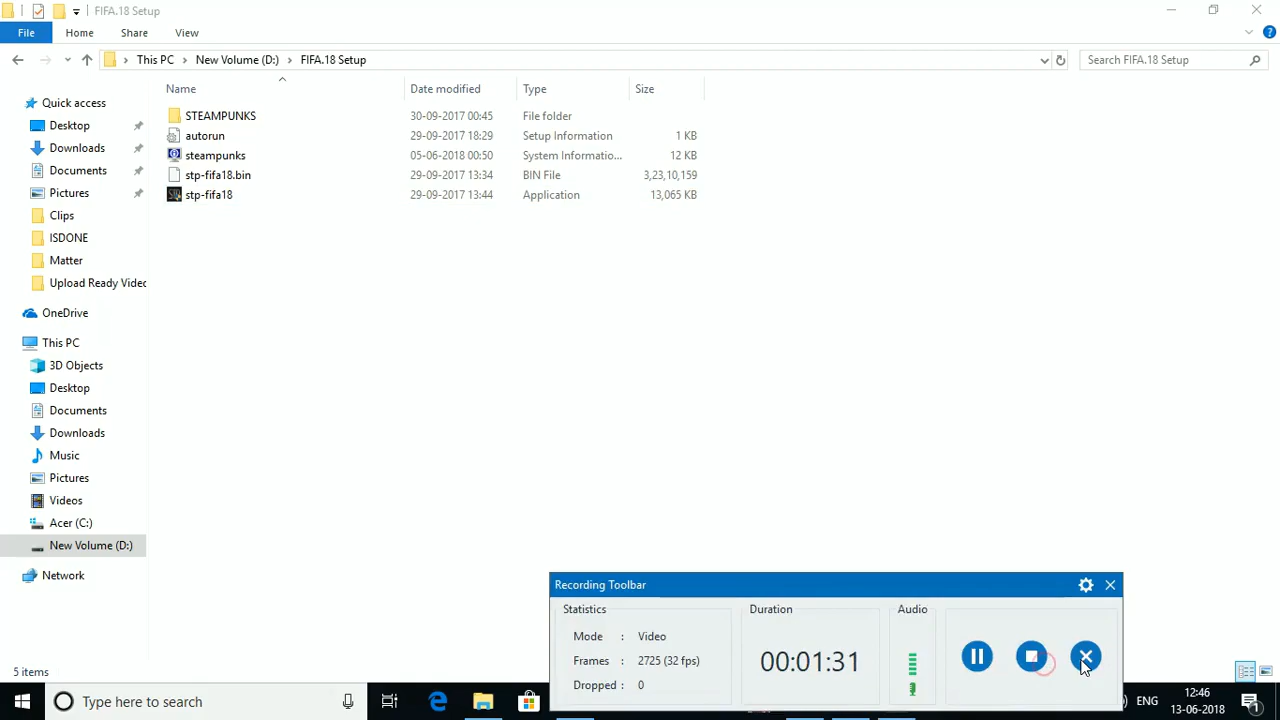 FIFA.18 Setup
File Home Share View
This PC New Volume (D:) FIFA.18 Setup
Search FIFA.18 Setup
Name Date modified Type Size
STEAMPUNKS 30-09-2017 00:45 File folder
autorun 29-09-2017 18:29 Setup Information 1 KB
steampunks 05-06-2018 00:50 System Informatio... 12 KB
stp-fifa18.bin 29-09-2017 13:34 BIN File 3,23,10,159
stp-fifa18 29-09-2017 13:44 Application 13,065 KB
Quick access
Desktop
Downloads
Documents
Pictures
Clips
ISDONE
Matter
Upload Ready Videc
OneDrive
This PC
3D Objects
Desktop
Documents
Downloads
Music
Pictures
Videos
Acer (C:)
New Volume (D:)
Network
5 items
Recording Toolbar
Statistics
Mode : Video
Frames : 2725 (32 fps)
Dropped : 0
Duration
00:01:31
Audio
Type here to search
ENG
12:46
13-06-2018
1